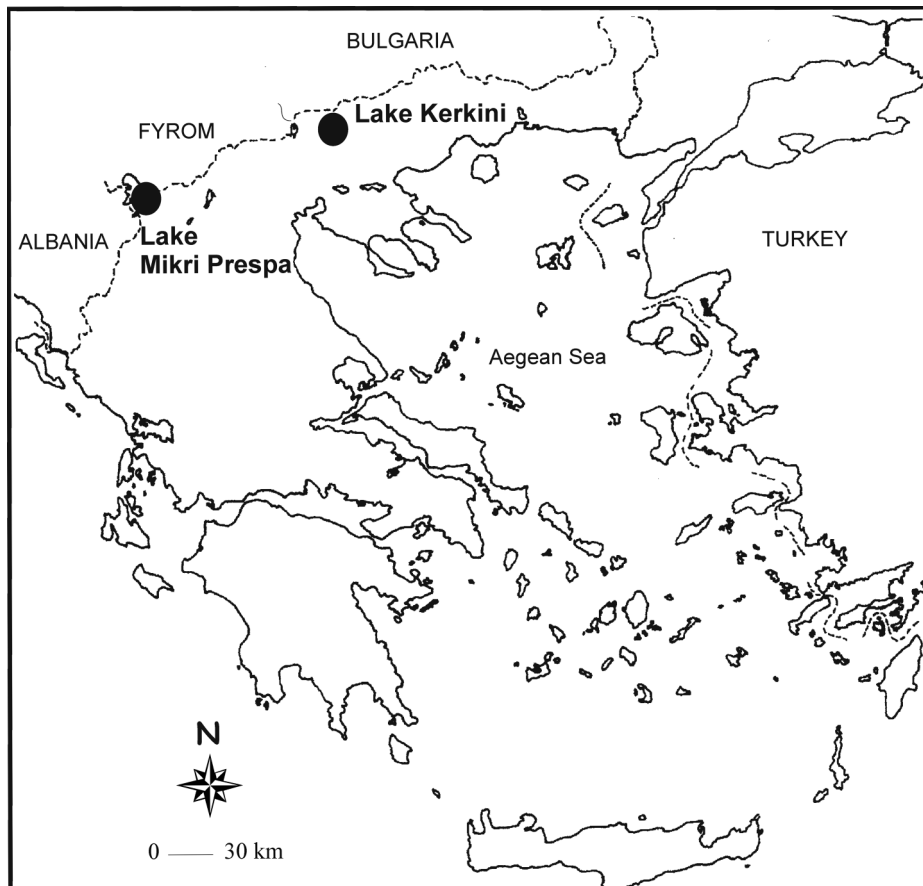 BULGARIA
Lake Kerkini
FYROM
ALBANIA
Lake
Mikri Prespa
TURKEY
Aegean Sea
N
0 30 km